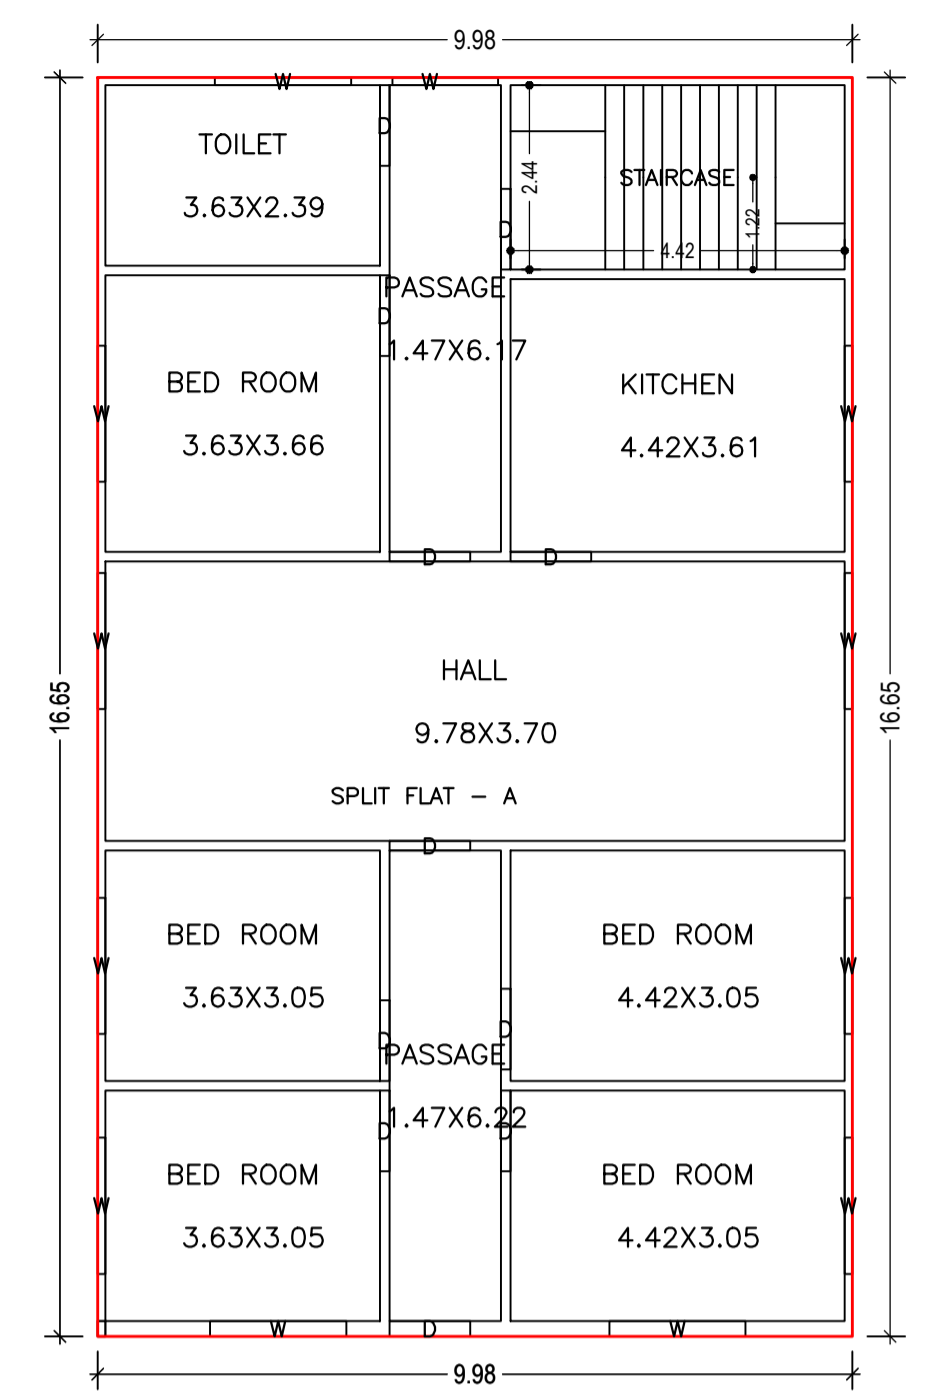 9.98
W
W
D
TOILET
3.63X2.39
2.44
STAIRCASE
1.22
D
4.42
PASSAGE
1.47X6.17
D
BED ROOM
3.63X3.66
KITCHEN
4.42X3.61
W
W
D
D
W
W
HALL
9.78X3.70
16.65
16.65
SPLIT FLAT - A
D
BED ROOM
3.63X3.05
BED ROOM
4.42X3.05
W
W
D
D
PASSAGE
1.47X6.22
D
D
BED ROOM
3.63X3.05
BED ROOM
4.42X3.05
W
W
W
D
W
9.98